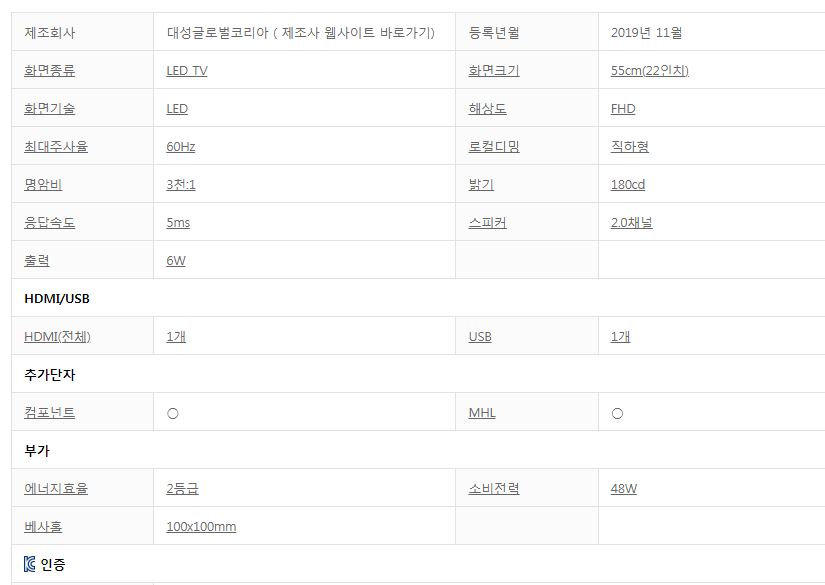 제조회사 대성글로벌코리아 ( 제조사 웹사이트 바로가기) 등록년월 2019년 11월
화면종류 LED TV 화면크기 55cm(22인치)
화면기술 LED 해상도 FHD
최대주사율 60Hz 로컬디밍 직하형
명암비 3천:1 밝기 180cd
응답속도 5ms 스피커 2.0채널
출력 6W
HDMI/USB
HDMI(전체) 1개 USB 1개
추가단자
컴포넌트 ○ MHL ○
부가
에너지효율 2등급 소비전력 48W
베사홀 100x100mm
KC 인증